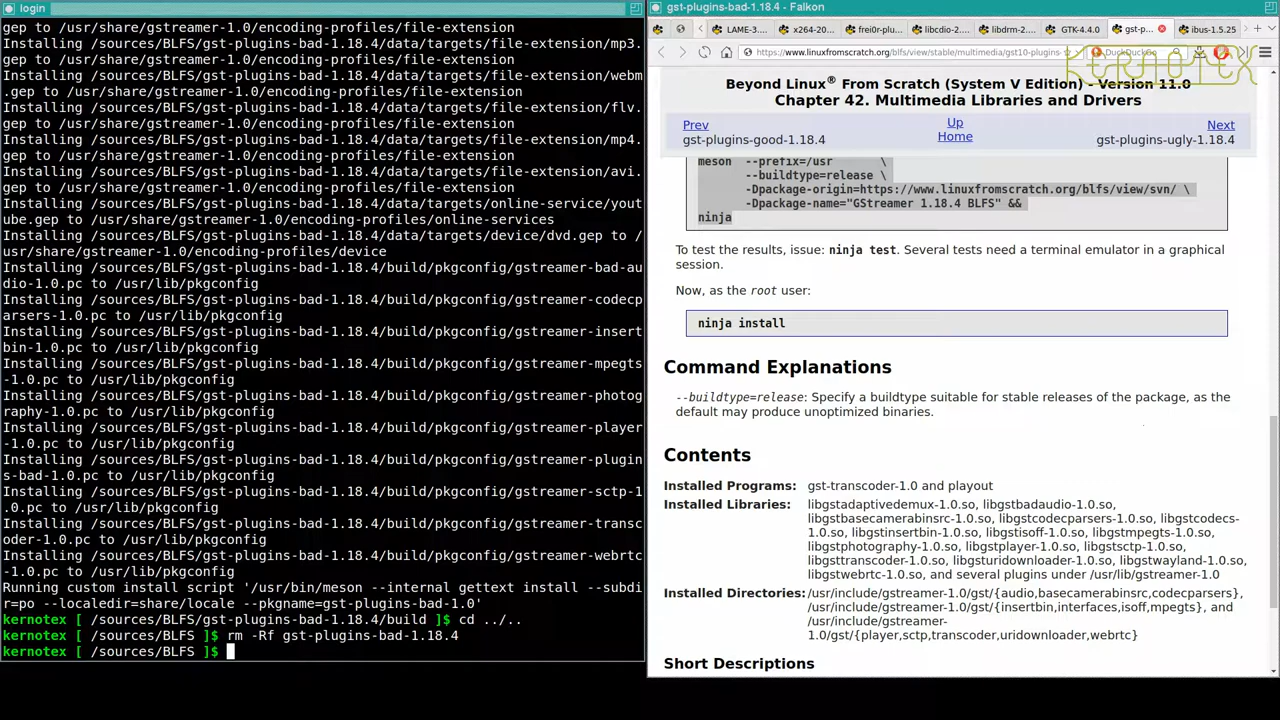 login
gep to /usr/share/gstreamer-1.0/encoding-profiles/file-extension
Installing /sources/BLFS/gst-plugins-bad-1.18.4/data/targets/file-extension/mp3.
gep to /usr/share/gstreamer-1.0/encoding-profiles/file-extension
Installing /sources/BLFS/gst-plugins-bad-1.18.4/data/targets/file-extension/webm
.gep to /usr/share/gstreamer-1.0/encoding-profiles/file-extension
Installing /sources/BLFS/gst-plugins-bad-1.18.4/data/targets/file-extension/flv.
gep to /usr/share/gstreamer-1.0/encoding-profiles/file-extension
Installing /sources/BLFS/gst-plugins-bad-1.18.4/data/targets/file-extension/mp4.
gep to /usr/share/gstreamer-1.0/encoding-profiles/file-extension
Installing /sources/BLFS/gst-plugins-bad-1.18.4/data/targets/file-extension/avi.
gep to /usr/share/gstreamer-1.0/encoding-profiles/file-extension
Installing /sources/BLFS/gst-plugins-bad-1.18.4/data/targets/online-service/yout
ube.gep to /usr/share/gstreamer-1.0/encoding-profiles/online-services
Installing /sources/BLFS/gst-plugins-bad-1.18.4/data/targets/device/dvd.gep to /
usr/share/gstreamer-1.0/encoding-profiles/device
Installing /sources/BLFS/gst-plugins-bad-1.18.4/build/pkgconfig/gstreamer-bad-au
dio-1.0.pc to /usr/lib/pkgconfig
Installing /sources/BLFS/gst-plugins-bad-1.18.4/build/pkgconfig/gstreamer-codecp
arsers-1.0.pc to /usr/lib/pkgconfig
Installing /sources/BLFS/gst-plugins-bad-1.18.4/build/pkgconfig/gstreamer-insert
bin-1.0.pc to /usr/lib/pkgconfig
Installing /sources/BLFS/gst-plugins-bad-1.18.4/build/pkgconfig/gstreamer-mpegts
-1.0.pc to /usr/lib/pkgconfig
Installing /sources/BLFS/gst-plugins-bad-1.18.4/build/pkgconfig/gstreamer-photog
raphy-1.0.pc to /usr/lib/pkgconfig
Installing /sources/BLFS/gst-plugins-bad-1.18.4/build/pkgconfig/gstreamer-player
-1.0.pc to /usr/lib/pkgconfig
Installing /sources/BLFS/gst-plugins-bad-1.18.4/build/pkgconfig/gstreamer-plugin
s-bad-1.0.pc to /usr/lib/pkgconfig
Installing /sources/BLFS/gst-plugins-bad-1.18.4/build/pkgconfig/gstreamer-sctp-1
.0.pc to /usr/lib/pkgconfig
Installing /sources/BLFS/gst-plugins-bad-1.18.4/build/pkgconfig/gstreamer-transc
oder-1.0.pc to /usr/lib/pkgconfig
Installing /sources/BLFS/gst-plugins-bad-1.18.4/build/pkgconfig/gstreamer-webrtc
-1.0.pc to /usr/lib/pkgconfig
Running custom install script '/usr/bin/meson --internal gettext install --subdi
r=po --localedir=share/locale --pkgname=gst-plugins-bad-1.0'
kernotex [ /sources/BLFS/gst-plugins-bad-1.18.4/build ]$ cd ../..
kernotex [ /sources/BLFS ]$ rm -Rf gst-plugins-bad-1.18.4
kernotex [ /sources/BLFS ]$
gst-plugins-bad-1.18.4 - Falkon
LAME-3.... x264-20... frei0r-plu... libcdio-2.... libdrm-2.... GTK-4.4.0 gst-p... ibus-1.5.25
https://www.linuxfromscratch.org/blfs/view/stable/multimedia/gst10-plugins- DuckDuckGo
KERNOTEX
Beyond Linux® From Scratch (System V Edition) - Version 11.0
Chapter 42. Multimedia Libraries and Drivers
Prev Up Next
gst-plugins-good-1.18.4 Home gst-plugins-ugly-1.18.4
meson --prefix=/usr \
--buildtype=release \
-Dpackage-origin=https://www.linuxfromscratch.org/blfs/view/svn/ \
-Dpackage-name="GStreamer 1.18.4 BLFS" &&
ninja
To test the results, issue: ninja test. Several tests need a terminal emulator in a graphical
session.
Now, as the root user:
ninja install
Command Explanations
--buildtype=release: Specify a buildtype suitable for stable releases of the package, as the
default may produce unoptimized binaries.
Contents
Installed Programs: gst-transcoder-1.0 and playout
Installed Libraries: libgstadaptivedemux-1.0.so, libgstbadaudio-1.0.so,
libgstbasecamerabinsrc-1.0.so, libgstcodecparsers-1.0.so, libgstcodecs-
1.0.so, libgstinsertbin-1.0.so, libgstisoff-1.0.so, libgstmpegts-1.0.so,
libgstphotography-1.0.so, libgstplayer-1.0.so, libgstsctp-1.0.so,
libgsttranscoder-1.0.so, libgsturidownloader-1.0.so, libgstwayland-1.0.so,
libgstwebrtc-1.0.so, and several plugins under /usr/lib/gstreamer-1.0
Installed Directories: /usr/include/gstreamer-1.0/gst/{audio,basecamerabinsrc,codecparsers},
/usr/include/gstreamer-1.0/gst/{insertbin,interfaces,isoff,mpegts}, and
/usr/include/gstreamer-
1.0/gst/{player,sctp,transcoder,uridownloader,webrtc}
Short Descriptions